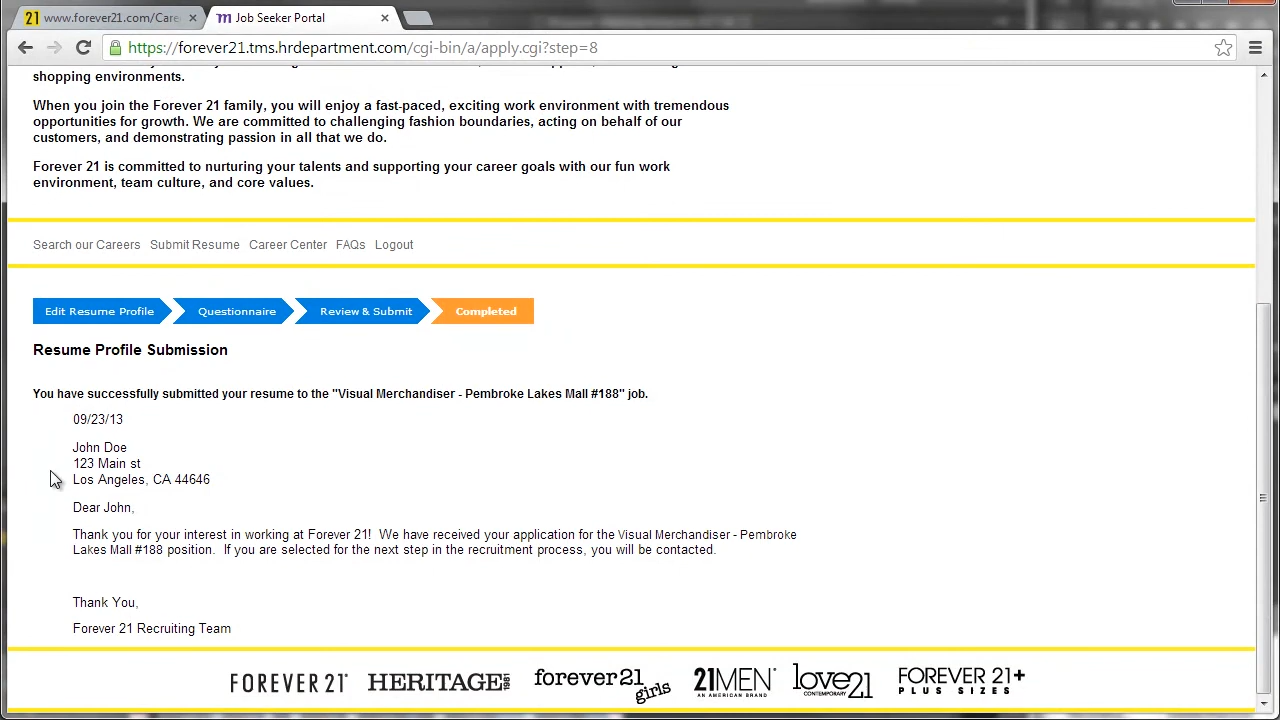 21 www.forever21.com/Care
Job Seeker Portal
https://forever21.tms.hrdepartment.com/cgi-bin/a/apply.cgi?step=8
shopping environments.
When you join the Forever 21 family, you will enjoy a fast-paced, exciting work environment with tremendous
opportunities for growth. We are committed to challenging fashion boundaries, acting on behalf of our
customers, and demonstrating passion in all that we do.
Forever 21 is committed to nurturing your talents and supporting your career goals with our fun work
environment, team culture, and core values.
Search our Careers Submit Resume Career Center FAQs Logout
Edit Resume Profile Questionnaire Review & Submit Completed
Resume Profile Submission
You have successfully submitted your resume to the "Visual Merchandiser - Pembroke Lakes Mall #188" job.
09/23/13
John Doe
123 Main st
Los Angeles, CA 44646
Dear John,
Thank you for your interest in working at Forever 21! We have received your application for the Visual Merchandiser - Pembroke
Lakes Mall #188 position. If you are selected for the next step in the recruitment process, you will be contacted.
Thank You,
Forever 21 Recruiting Team
FOREVER 21 HERITAGE 1981 forever 21 girls 21MEN AN AMERICAN BRAND love21 CONTEMPORARY FOREVER 21+ PLUS SIZES